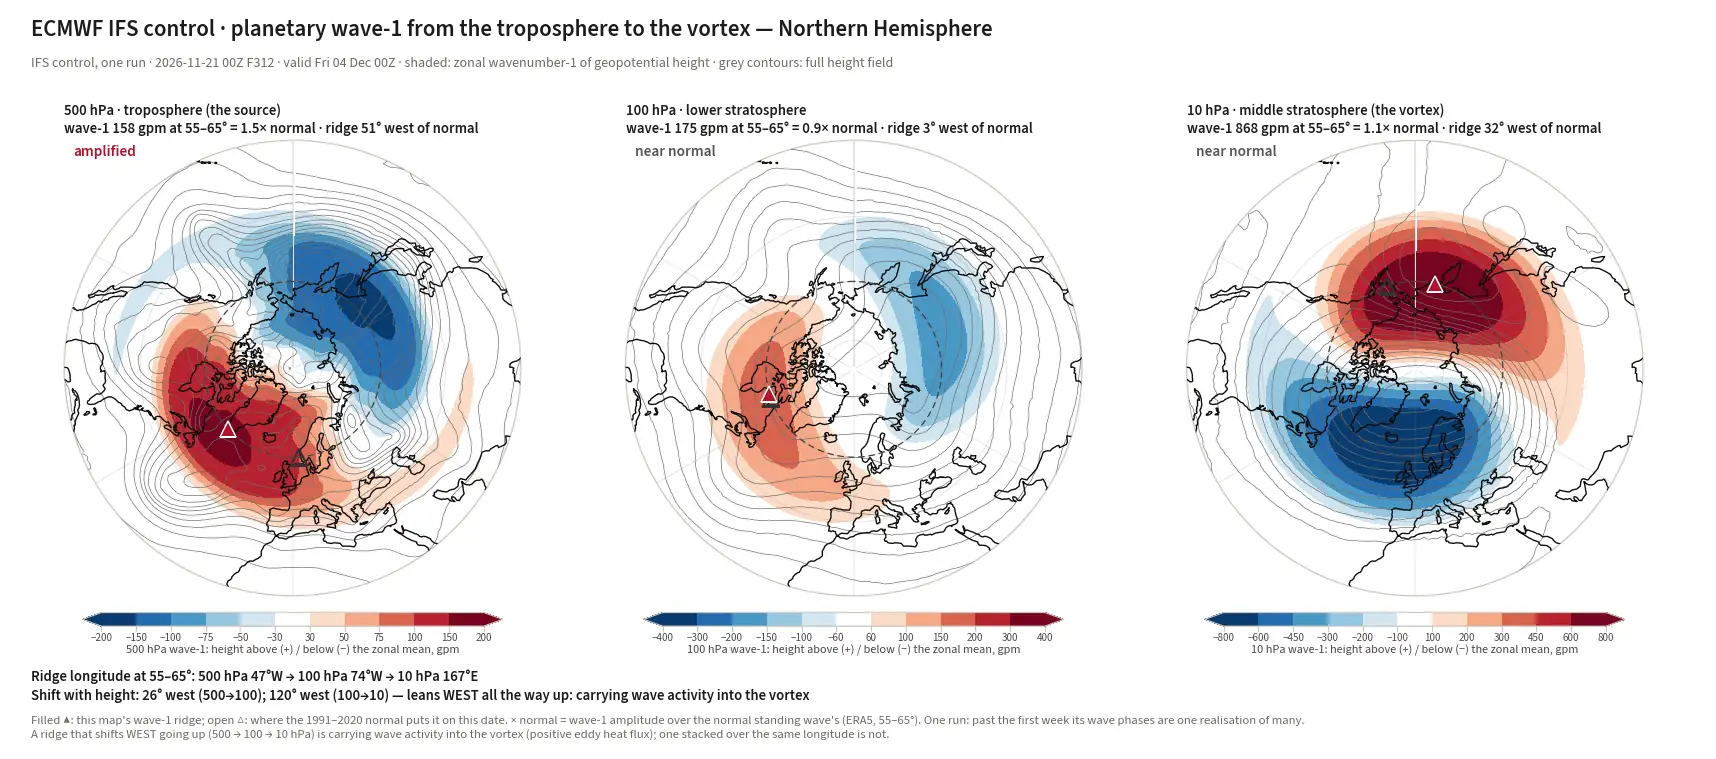 ECMWF IFS control · planetary wave-1 from the troposphere to the vortex — Northern Hemisphere
IFS control, one run · 2026-11-21 00Z F312 · valid Fri 04 Dec 00Z · shaded: zonal wavenumber-1 of geopotential height · grey contours: full height field
500 hPa · troposphere (the source)
wave-1 158 gpm at 55–65° = 1.5× normal · ridge 51° west of normal
amplified
100 hPa · lower stratosphere
wave-1 175 gpm at 55–65° = 0.9× normal · ridge 3° west of normal
near normal
10 hPa · middle stratosphere (the vortex)
wave-1 868 gpm at 55–65° = 1.1× normal · ridge 32° west of normal
near normal
−200 −150 −100 −75 −50 −30 30 50 75 100 150 200
500 hPa wave-1: height above (+) / below (−) the zonal mean, gpm
−400 −300 −200 −150 −100 −60 60 100 150 200 300 400
100 hPa wave-1: height above (+) / below (−) the zonal mean, gpm
−800 −600 −450 −300 −200 −100 100 200 300 450 600 800
10 hPa wave-1: height above (+) / below (−) the zonal mean, gpm
Ridge longitude at 55–65°: 500 hPa 47°W → 100 hPa 74°W → 10 hPa 167°E
Shift with height: 26° west (500→100); 120° west (100→10) — leans WEST all the way up: carrying wave activity into the vortex
Filled ▲: this map's wave-1 ridge; open △: where the 1991–2020 normal puts it on this date. × normal = wave-1 amplitude over the normal standing wave's (ERA5, 55–65°). One run: past the first week its wave phases are one realisation of many.
A ridge that shifts WEST going up (500 → 100 → 10 hPa) is carrying wave activity into the vortex (positive eddy heat flux); one stacked over the same longitude is not.